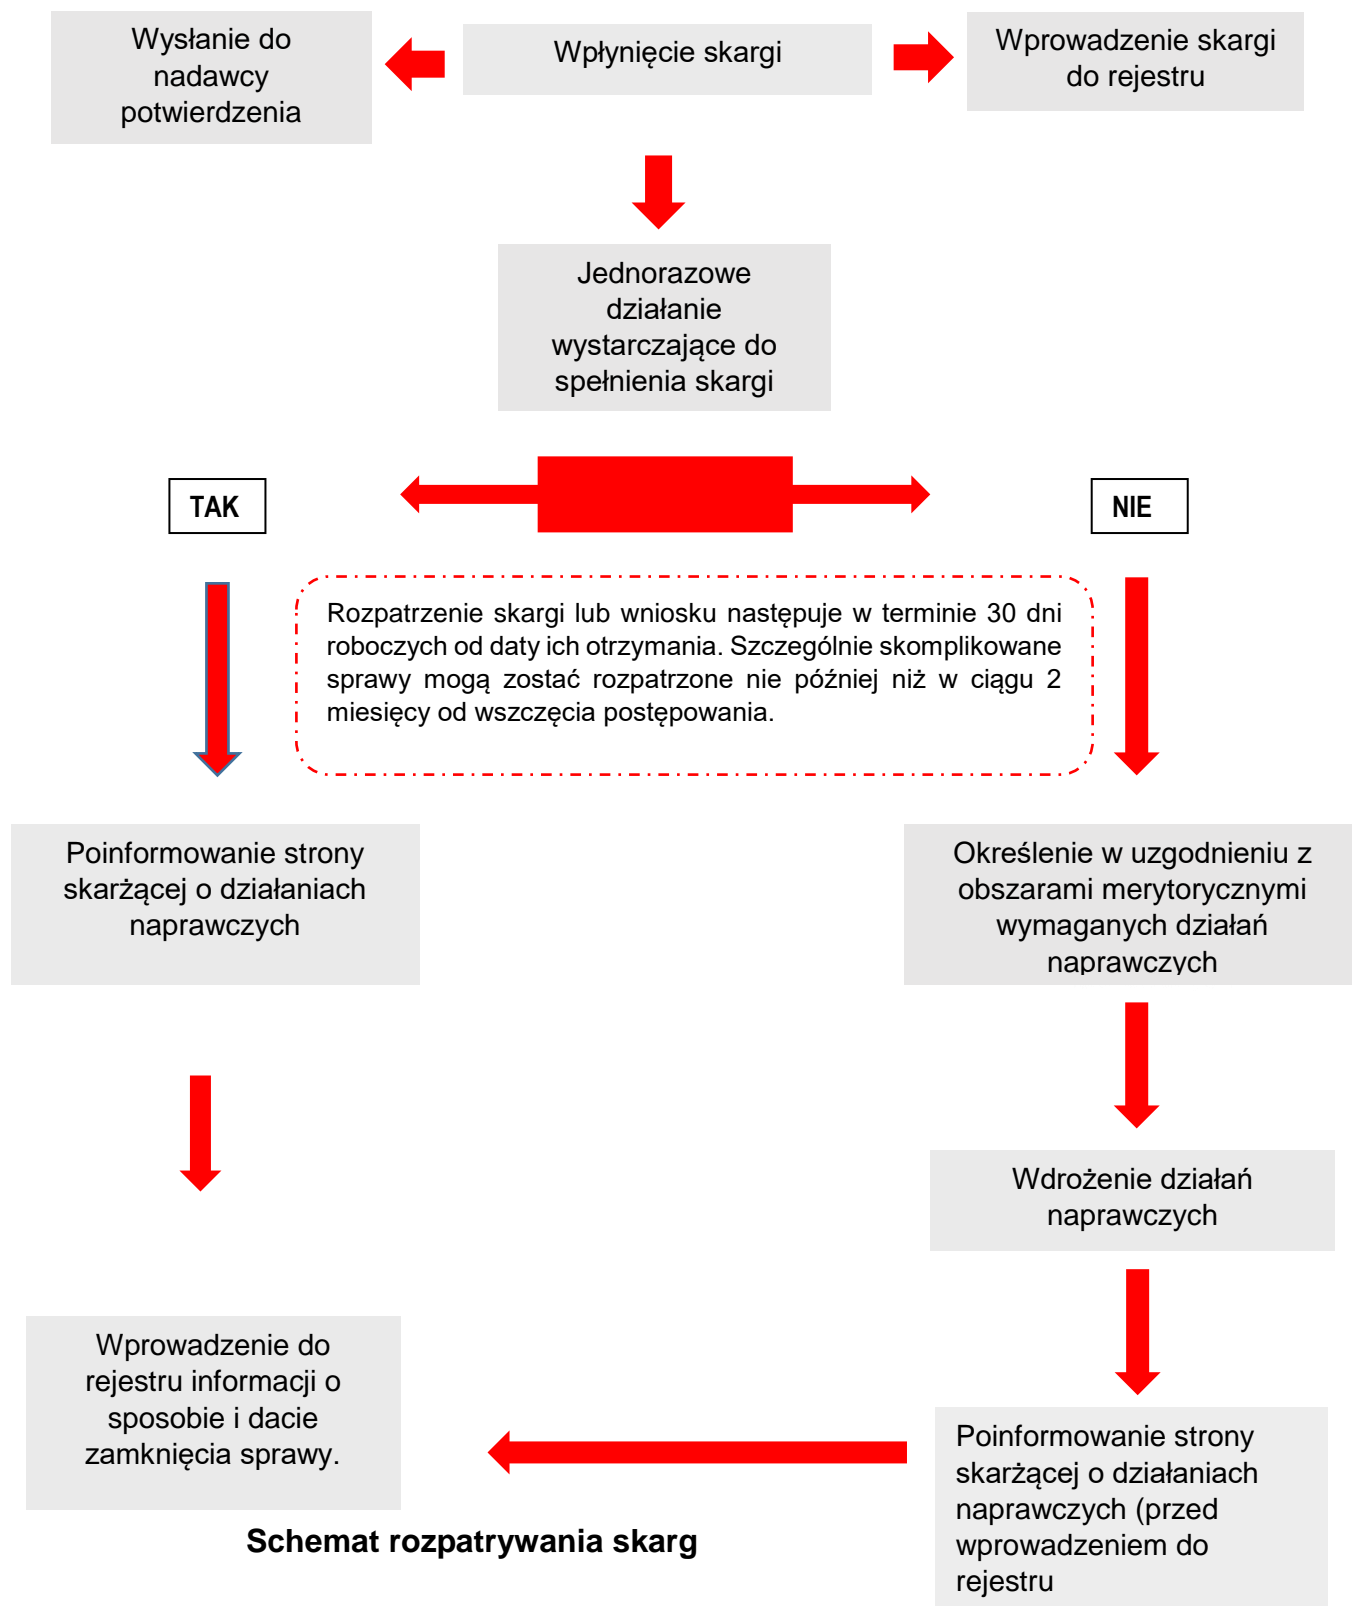 Wysłanie do
nadawcy
potwierdzenia
Wpłynięcie skargi
Wprowadzenie skargi
do rejestru
Jednorazowe
działanie
wystarczające do
spełnienia skargi
TAK
NIE
Rozpatrzenie skargi lub wniosku następuje w terminie 30 dni
roboczych od daty ich otrzymania. Szczególnie skomplikowane
sprawy mogą zostać rozpatrzone nie później niż w ciągu 2
miesięcy od wszczęcia postępowania.
Poinformowanie strony
skarżącej o działaniach
naprawczych
Określenie w uzgodnieniu z
obszarami merytorycznymi
wymaganych działań
naprawczych
Wdrożenie działań
naprawczych
Wprowadzenie do
rejestru informacji o
sposobie i dacie
zamknięcia sprawy.
Poinformowanie strony
skarżącej o działaniach
naprawczych (przed
wprowadzeniem do
rejestru
Schemat rozpatrywania skarg